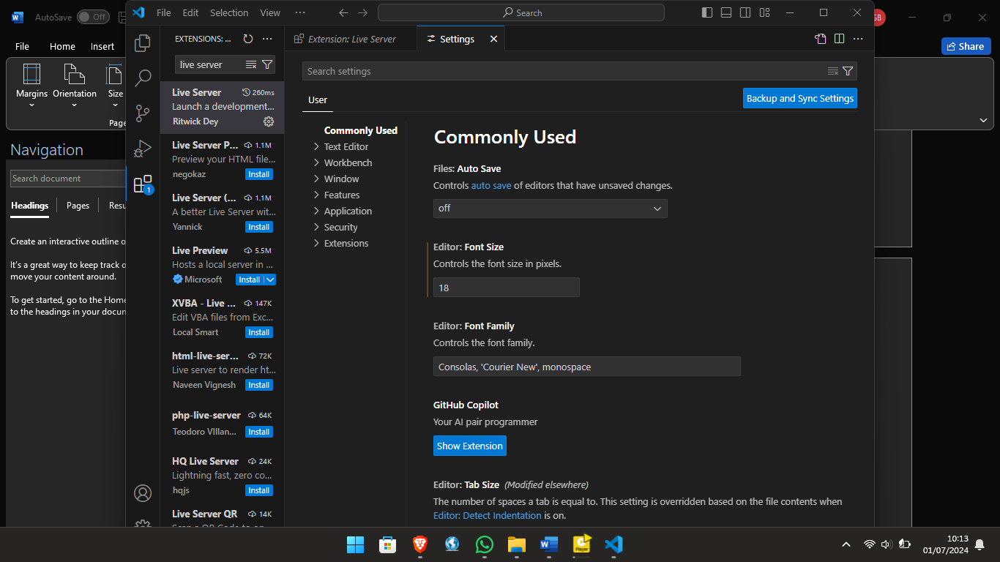 AutoSave Off
File Home Insert
Share
Margins Orientation Size
Navigation
Search document
Headings Pages
Create an interactive outline
It's a great way to keep track
move your content around.
To get started, go to the
to the headings in your
File Edit Selection View ···
Search
EXTENSIONS: ...
live server
Live Server 260ms
Launch a development...
Ritwick Dey
Live Server P... 1.1M
Preview your HTML file...
negokaz Install
Live Server (... 1.1M
A better Live Server wit...
Yannick Install
Live Preview 5.5M
Hosts a local server in ...
Microsoft Install
XVBA - Live ... 147K
Edit VBA files from Exc...
Local Smart Install
html-live-ser... 72K
Live server to render ht...
Naveen Vignesh Install
php-live-server 64K
Teodoro VIllan... Install
HQ Live Server 24K
Lightning fast, zero co...
hqjs Install
Live Server QR 14K
1
Extension: Live Server
Settings
Search settings
User
Backup and Sync Settings
Commonly Used
Text Editor
Workbench
Window
Features
Application
Security
Extensions
Commonly Used
Files: Auto Save
Controls auto save of editors that have unsaved changes.
off
Editor: Font Size
Controls the font size in pixels.
18
Editor: Font Family
Controls the font family.
Consolas, 'Courier New', monospace
GitHub Copilot
Your AI pair programmer
Show Extension
Editor: Tab Size (Modified elsewhere)
The number of spaces a tab is equal to. This setting is overridden based on the file contents when
Editor: Detect Indentation is on.
Player
10:13
01/07/2024